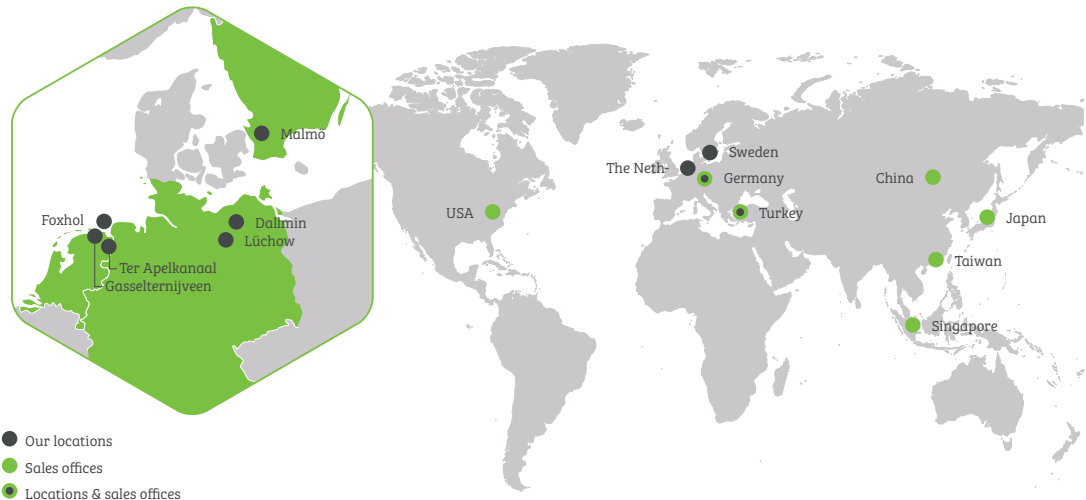 Malmö
Foxhol
Dallmin
Lüchow
Ter Apelkanaal
Gasselternijveen
Our locations
Sales offices
Locations & sales offices
Sweden
The Neth-
Germany
China
USA
Turkey
Japan
Taiwan
Singapore